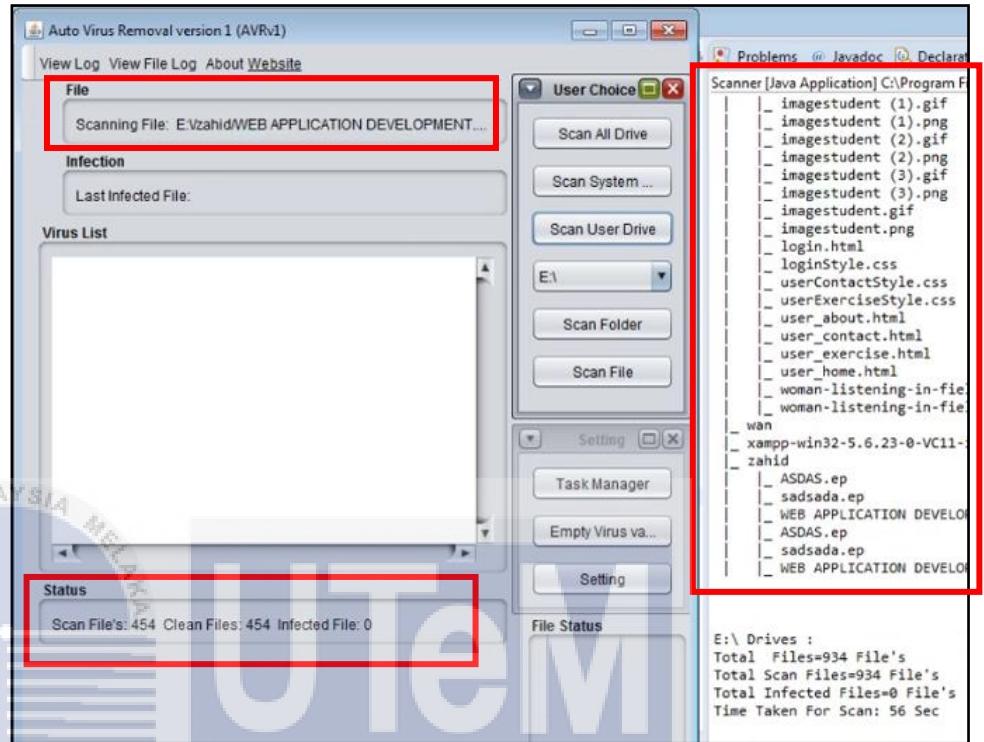 Auto Virus Removal version 1 (AVRv1)
View Log View File Log About Website
File
Scanning File: E:\/zahid/WEB APPLICATION DEVELOPMENT....
Infection
Last Infected File:
Virus List
Status
Scan File's: 454 Clean Files: 454 Infected File: 0
User Choice
Scan All Drive
Scan System ...
Scan User Drive
E:\
Scan Folder
Scan File
Setting
Task Manager
Empty Virus va...
Setting
File Status
Problems @ Javadoc Declarat
Scanner [Java Application] C:\Program Fi
|_ imagestudent (1).gif
|_ imagestudent (1).png
|_ imagestudent (2).gif
|_ imagestudent (2).png
|_ imagestudent (3).gif
|_ imagestudent (3).png
|_ imagestudent.gif
|_ imagestudent.png
|_ login.html
|_ loginStyle.css
|_ userContactStyle.css
|_ userExerciseStyle.css
|_ user_about.html
|_ user_contact.html
|_ user_exercise.html
|_ user_home.html
|_ woman-listening-in-fie
|_ woman-listening-in-fie
|_ wan
|_ xampp-win32-5.6.23-0-VC11-
|_ zahid
|_ ASDAS.ep
|_ sadsada.ep
|_ WEB APPLICATION DEVELO
|_ ASDAS.ep
|_ sadsada.ep
|_ WEB APPLICATION DEVELO
E:\ Drives :
Total Files=934 File's
Total Scan Files=934 File's
Total Infected Files=0 File's
Time Taken For Scan: 56 Sec
AYSIA MELAKA
UTeM